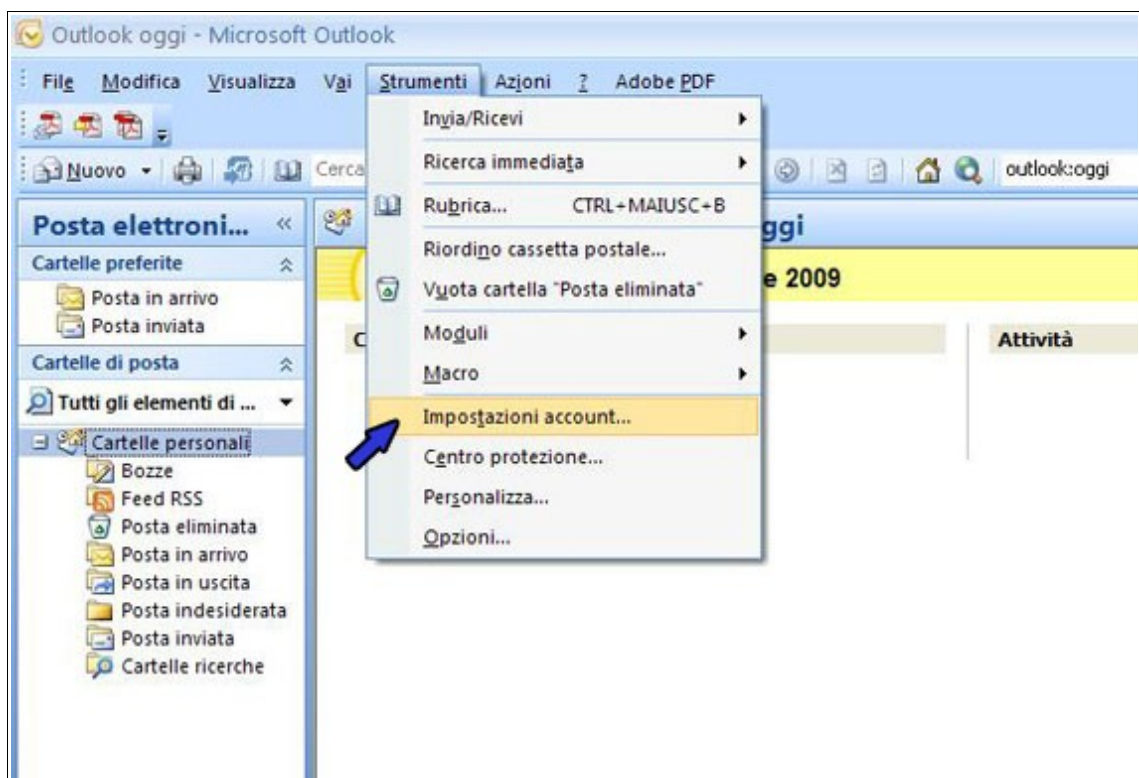 Outlook oggi - Microsoft Outlook
File Modifica Visualizza Vai Strumenti Azioni ? Adobe PDF
Nuovo Cerca outlook:oggi
Invia/Ricevi
Ricerca immediata
Rubrica... CTRL+MAIUSC+B
Riordino cassetta postale...
Vuota cartella "Posta eliminata"
Moduli
Macro
Impostazioni account...
Centro protezione...
Personalizza...
Opzioni...
Posta elettroni... «
Cartelle preferite
Posta in arrivo
Posta inviata
Cartelle di posta
Tutti gli elementi di ...
Cartelle personali
Bozze
Feed RSS
Posta eliminata
Posta in arrivo
Posta in uscita
Posta indesiderata
Posta inviata
Cartelle ricerche
ggi
e 2009
C
Attività